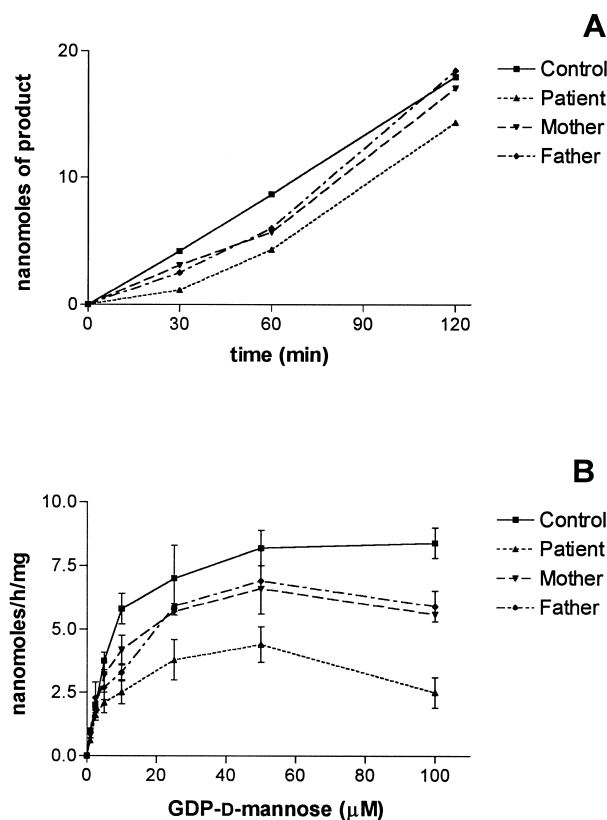 A
20
10
0
nanomoles of product
0 30 60 90 120
time (min)
Control
Patient
Mother
Father
B
10.0
7.5
5.0
2.5
0.0
nanomoles/h/mg
0 20 40 60 80 100
GDP-D-mannose (μM)
Control
Patient
Mother
Father